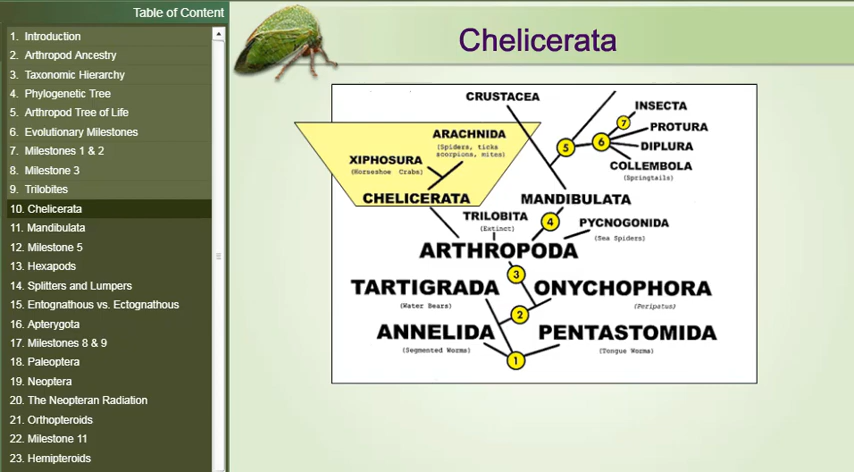 Table of Content
1. Introduction
2. Arthropod Ancestry
3. Taxonomic Hierarchy
4. Phylogenetic Tree
5. Arthropod Tree of Life
6. Evolutionary Milestones
7. Milestones 1 & 2
8. Milestone 3
9. Trilobites
10. Chelicerata
11. Mandibulata
12. Milestone 5
13. Hexapods
14. Splitters and Lumpers
15. Entognathous vs. Ectognathous
16. Apterygota
17. Milestones 8 & 9
18. Paleoptera
19. Neoptera
20. The Neopteran Radiation
21. Orthopteroids
22. Milestone 11
23. Hemipteroids
Chelicerata
CRUSTACEA
INSECTA
7
PROTURA
ARACHNIDA
(Spiders, ticks
scorpions, mites)
5
6
DIPLURA
XIPHOSURA
(Horseshoe Crabs)
COLLEMBOLA
(Springtails)
CHELICERATA
MANDIBULATA
TRILOBITA
(Extinct)
4
PYCNOGONIDA
(Sea Spiders)
ARTHROPODA
3
TARTIGRADA
(Water Bears)
ONYCHOPHORA
(Peripatus)
2
ANNELIDA
(Segmented Worms)
PENTASTOMIDA
(Tongue Worms)
1